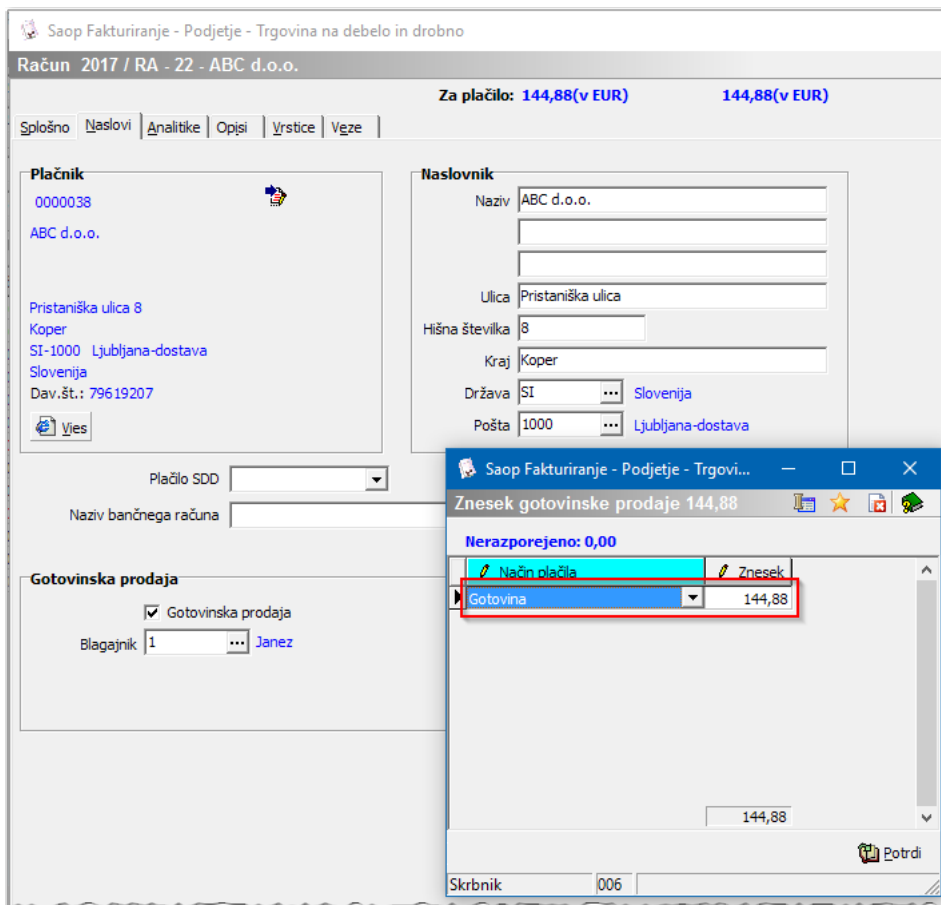 Saop Fakturiranje - Podjetje - Trgovina na debelo in drobno
Račun 2017 / RA - 22 - ABC d.o.o.
Za plačilo: 144,88(v EUR) 144,88(v EUR)
Splošno Naslovi Analitike Opisi Vrstice Veze
Plačnik
0000038
ABC d.o.o.
Pristaniška ulica 8
Koper
SI-1000 Ljubljana-dostava
Slovenija
Dav.št.: 79619207
Vies
Naslovnik
Naziv ABC d.o.o.
Ulica Pristaniška ulica
Hišna številka 8
Kraj Koper
Država SI ... Slovenija
Pošta 1000 ... Ljubljana-dostava
Plačilo SDD
Naziv bančnega računa
Gotovinska prodaja
Gotovinska prodaja
Blagajnik 1 ... Janez
Saop Fakturiranje - Podjetje - Trgovi...
Znesek gotovinske prodaje 144,88
Nerazporejeno: 0,00
Način plačila Znesek
Gotovina 144,88
144,88
Potrdi
Skrbnik 006